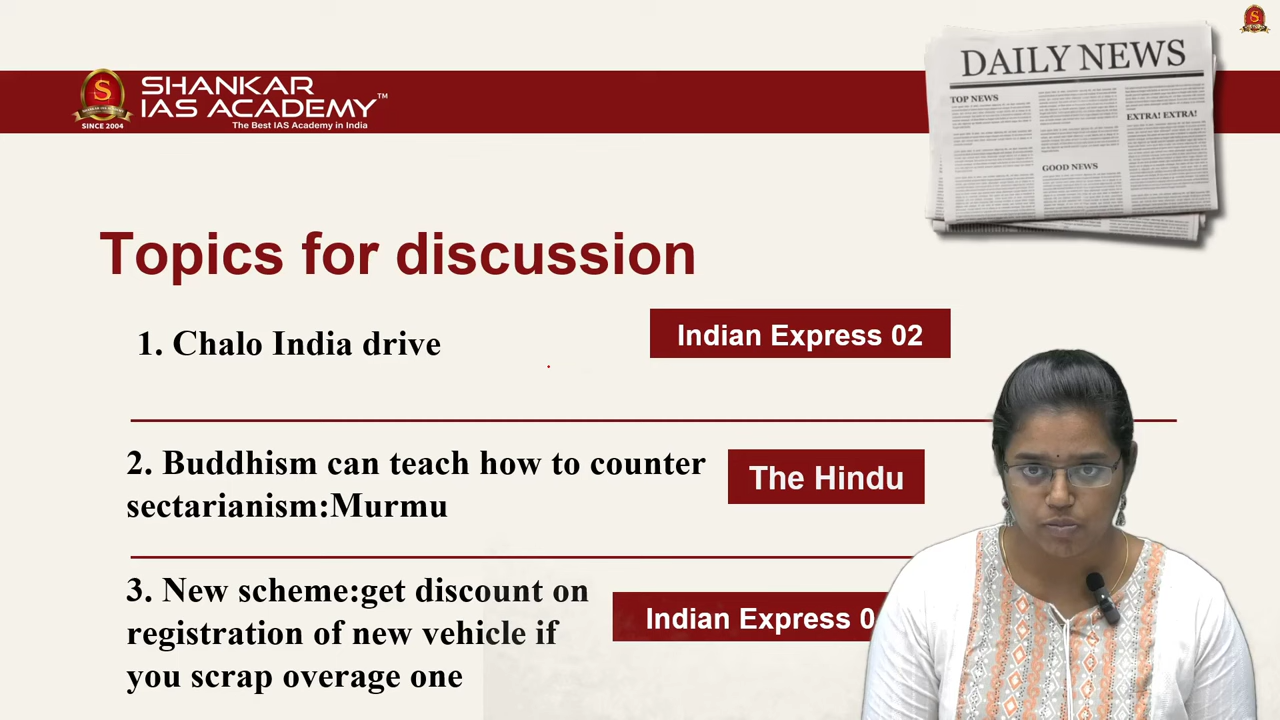 SHANKAR
IAS ACADEMY™
The Best IAS Academy in India
SINCE 2004
S
DAILY NEWS
TOP NEWS
EXTRA! EXTRA!
GOOD NEWS
Topics for discussion
1. Chalo India drive
Indian Express 02
2. Buddhism can teach how to counter
sectarianism:Murmu
The Hindu
3. New scheme:get discount on
registration of new vehicle if
you scrap overage one
Indian Express 0